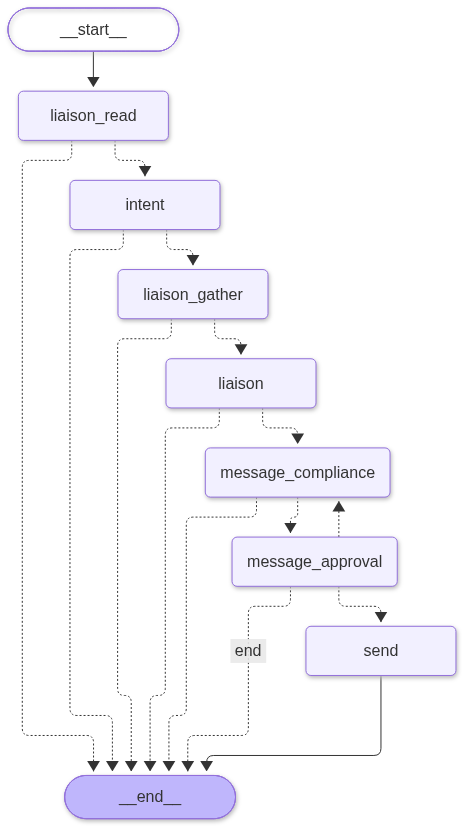 __start__
liaison_read
intent
liaison_gather
liaison
message_compliance
message_approval
end
send
__end__